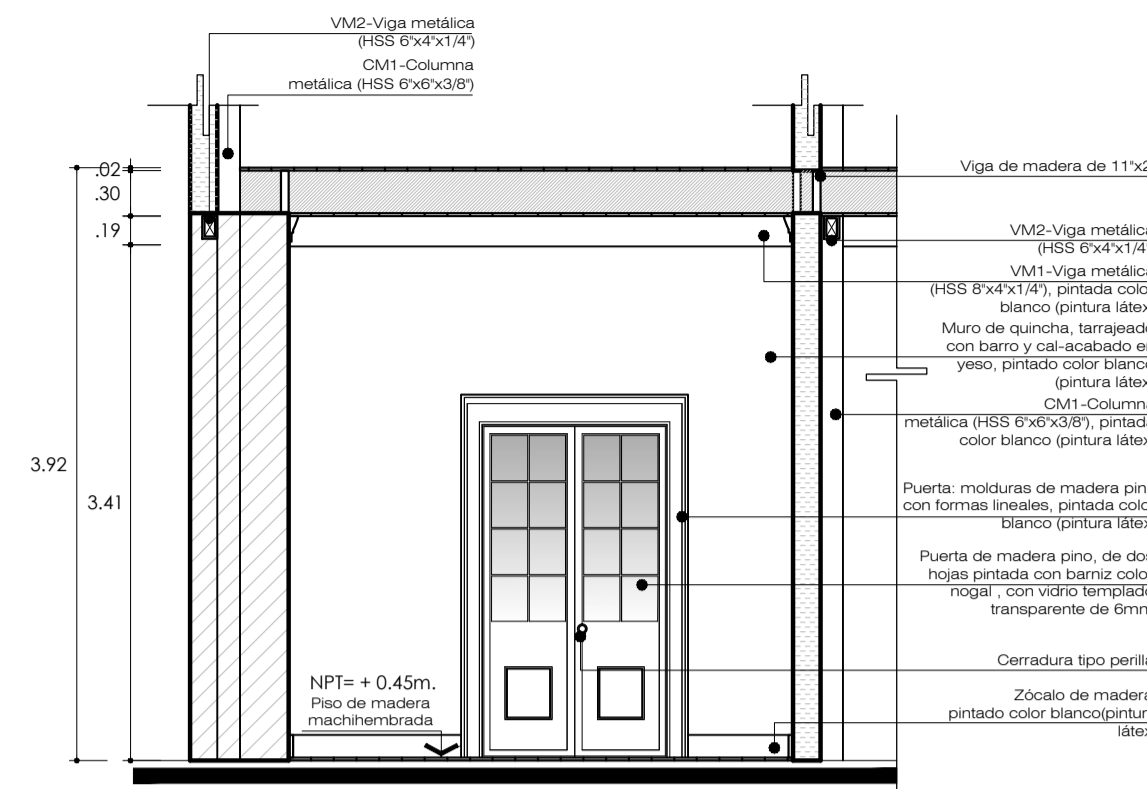 VM2-Viga metálica
(HSS 6"x4"x1/4")
CM1-Columna
metálica (HSS 6"x6"x3/8")
.02
.30
.19
3.92
3.41
Viga de madera de 11"x2
VM2-Viga metálica
(HSS 6"x4"x1/4"
VM1-Viga metálica
(HSS 8"x4"x1/4"), pintada color
blanco (pintura látex
Muro de quincha, tarrajeado
con barro y cal-acabado en
yeso, pintado color blanco
(pintura látex
CM1-Columna
metálica (HSS 6"x6"x3/8"), pintada
color blanco (pintura látex
Puerta: molduras de madera pin
con formas lineales, pintada color
blanco (pintura látex
Puerta de madera pino, de dos
hojas pintada con barniz color
nogal , con vidrio templado
transparente de 6mm
Cerradura tipo perilla
Zócalo de madera
pintado color blanco(pintur
látex
NPT= + 0.45m.
Piso de madera
machihembrada